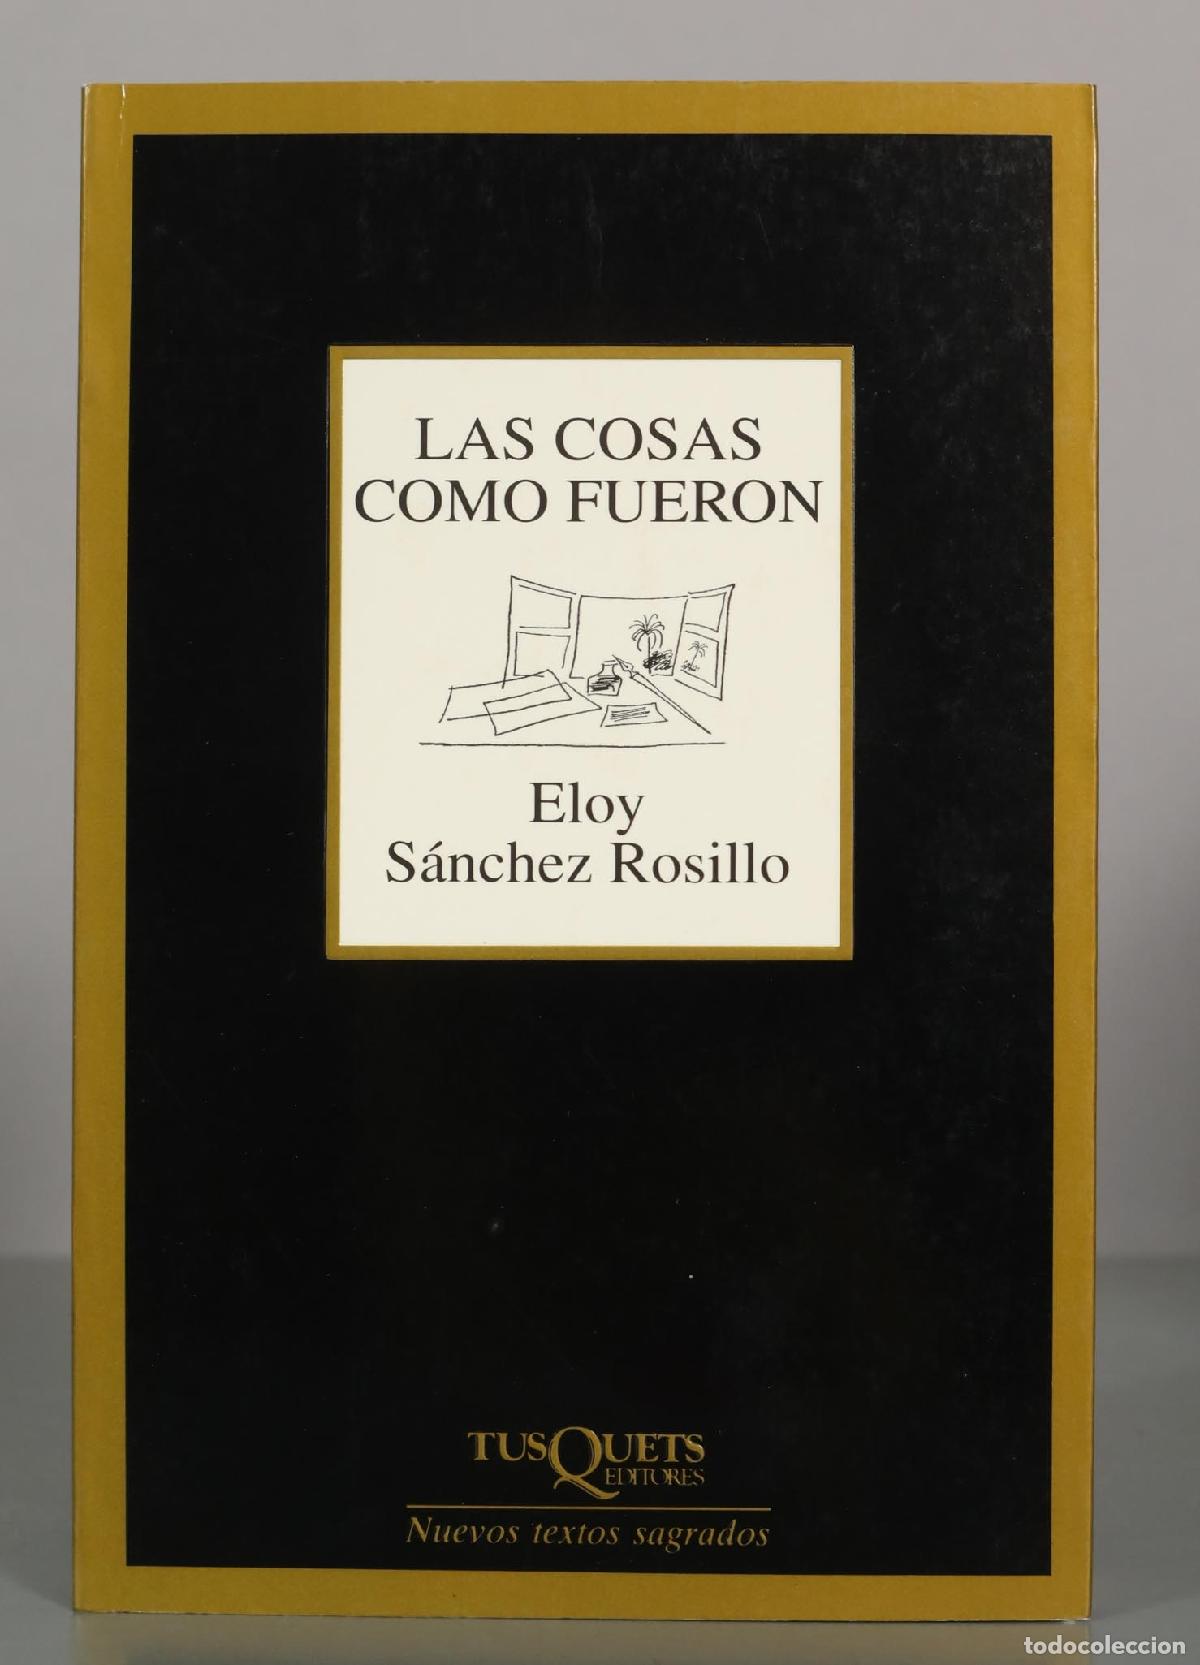 LAS COSAS
COMO FUERON
Eloy
Sánchez Rosillo
TUSQUETS
EDITORES
Nuevos textos sagrados
todocoleccion